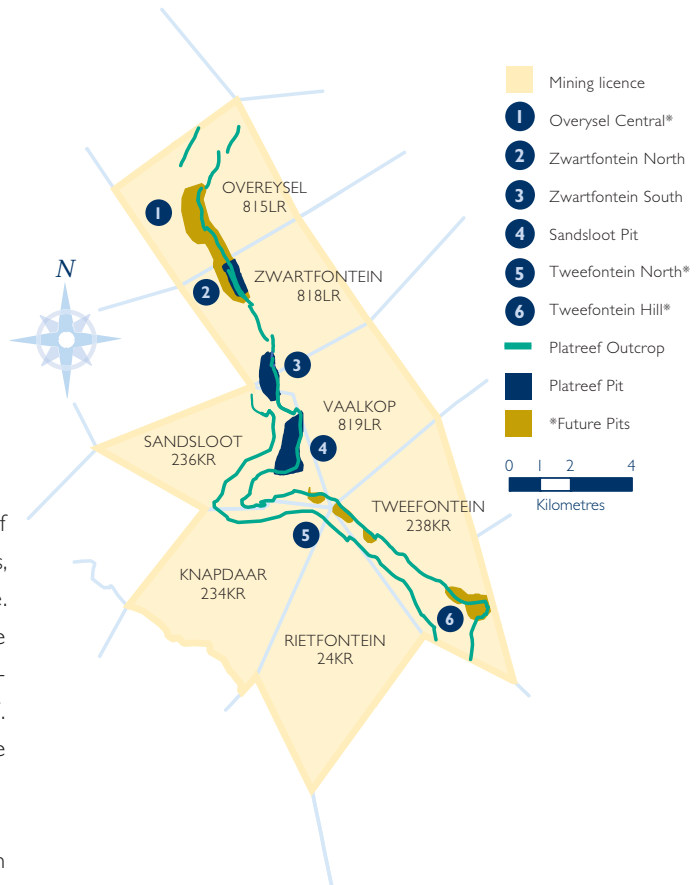 Mining licence
1 Overysel Central*
2 Zwartfontein North
3 Zwartfontein South
4 Sandsloot Pit
5 Tweefontein North*
6 Tweefontein Hill*
Platreef Outcrop
Platreef Pit
*Future Pits
0 1 2 4
Kilometres
N
OVEREYSEL
815LR
1
ZWARTFONTEIN
818LR
2
3
VAALKOP
819LR
SANDSLOOT
236KR
4
TWEEFONTEIN
238KR
5
KNAPDAAR
234KR
6
RIETFONTEIN
24KR